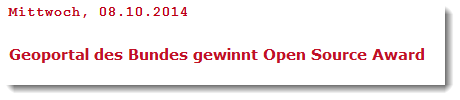 Mittwoch, 08.10.2014
Geoportal des Bundes gewinnt Open Source Award